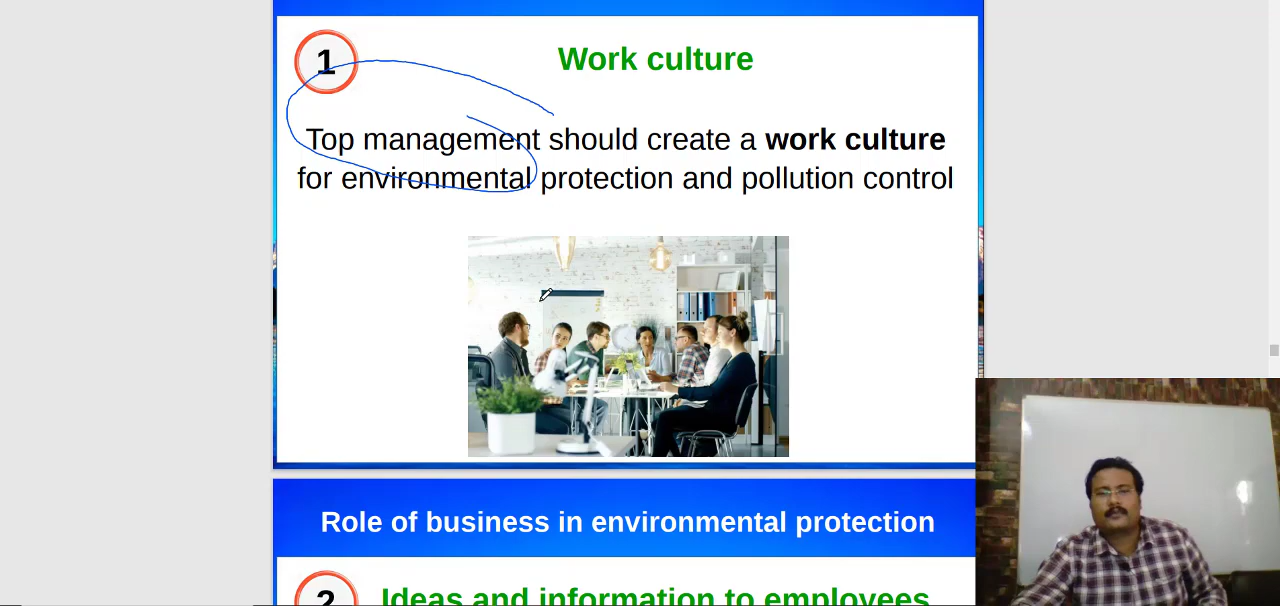 1
Work culture
Top management should create a work culture
for environmental protection and pollution control
Role of business in environmental protection
2
Ideas and information to employees